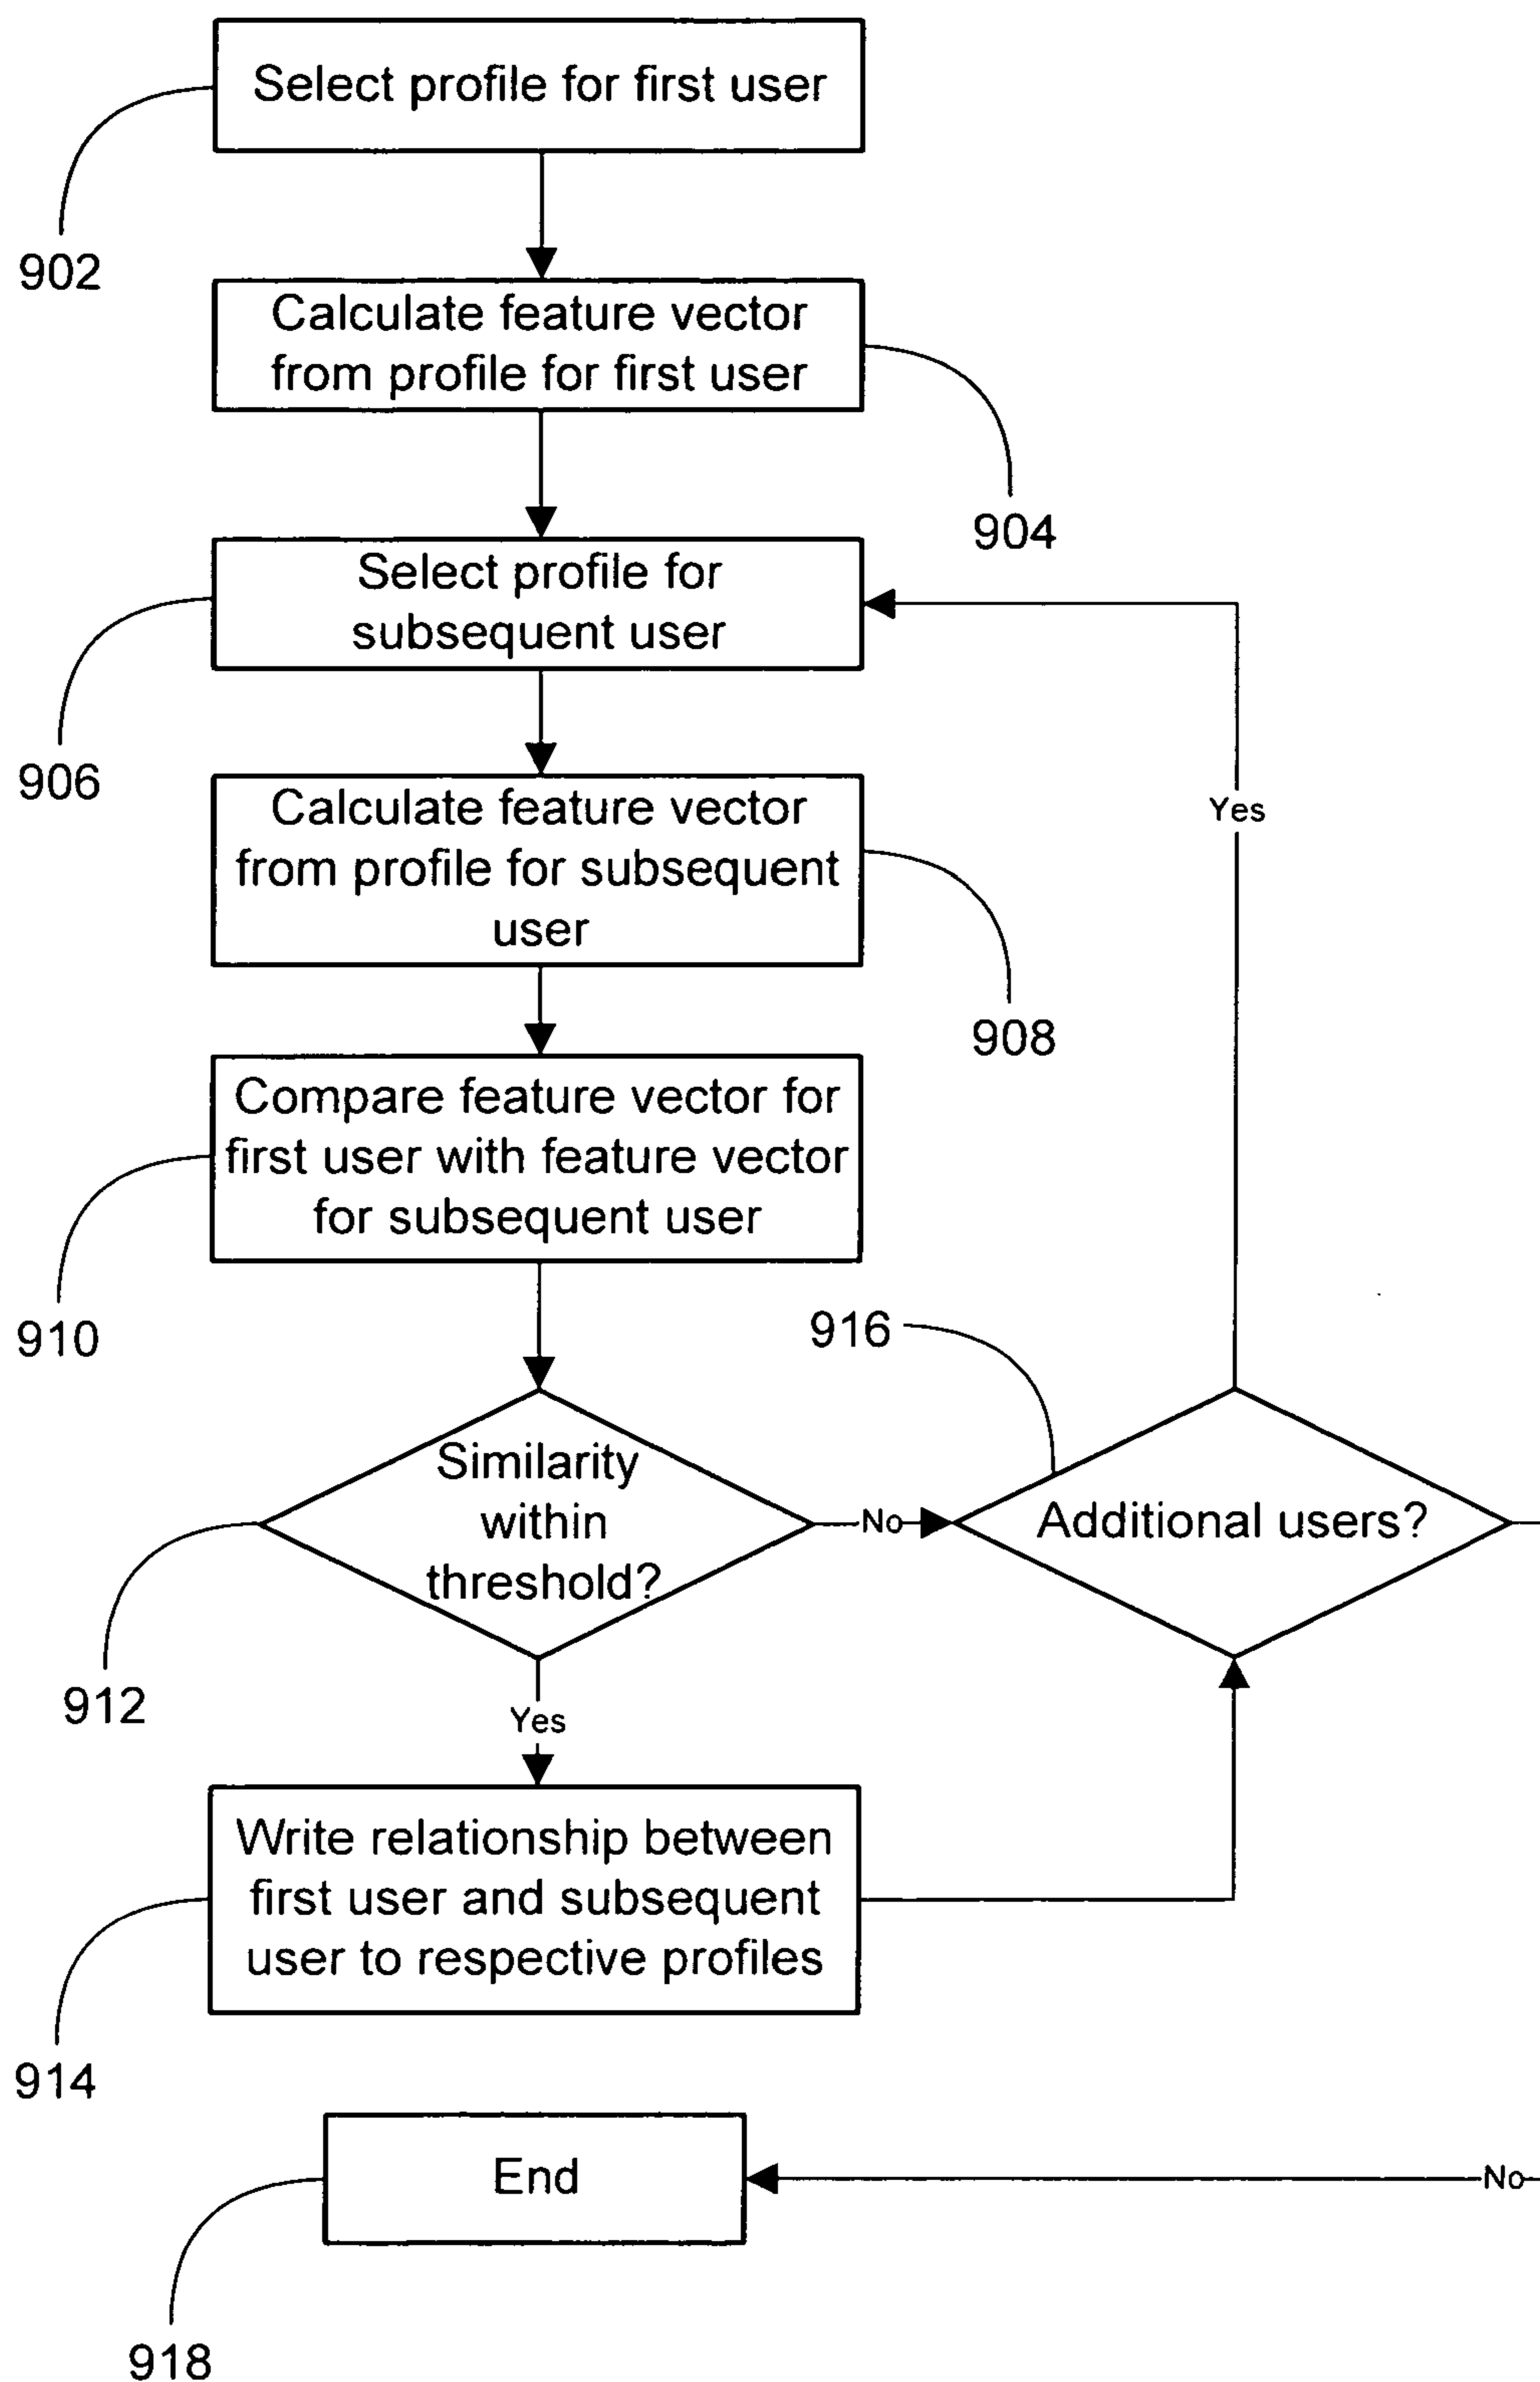 Select profile for first user
902
Calculate feature vector
from profile for first user
904
Select profile for
subsequent user
906
Yes
Calculate feature vector
from profile for subsequent
user
908
Compare feature vector for
first user with feature vector
for subsequent user
910
916
Similarity
within
threshold?
No
Additional users?
912
Yes
Write relationship between
first user and subsequent
user to respective profiles
914
End
No
918